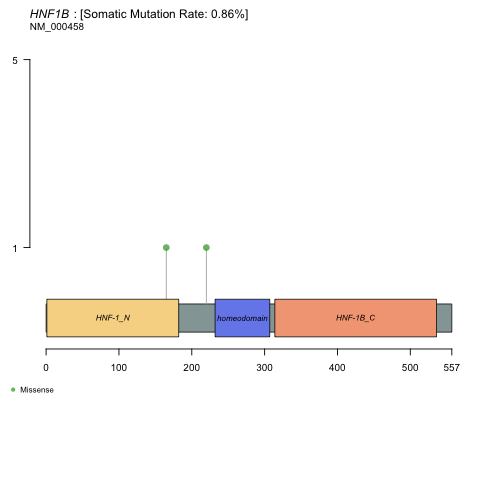 HNF1B : [Somatic Mutation Rate: 0.86%]
NM_000458
5
1
HNF-1_N
homeodomain
HNF-1B_C
0 100 200 300 400 500 557
Missense